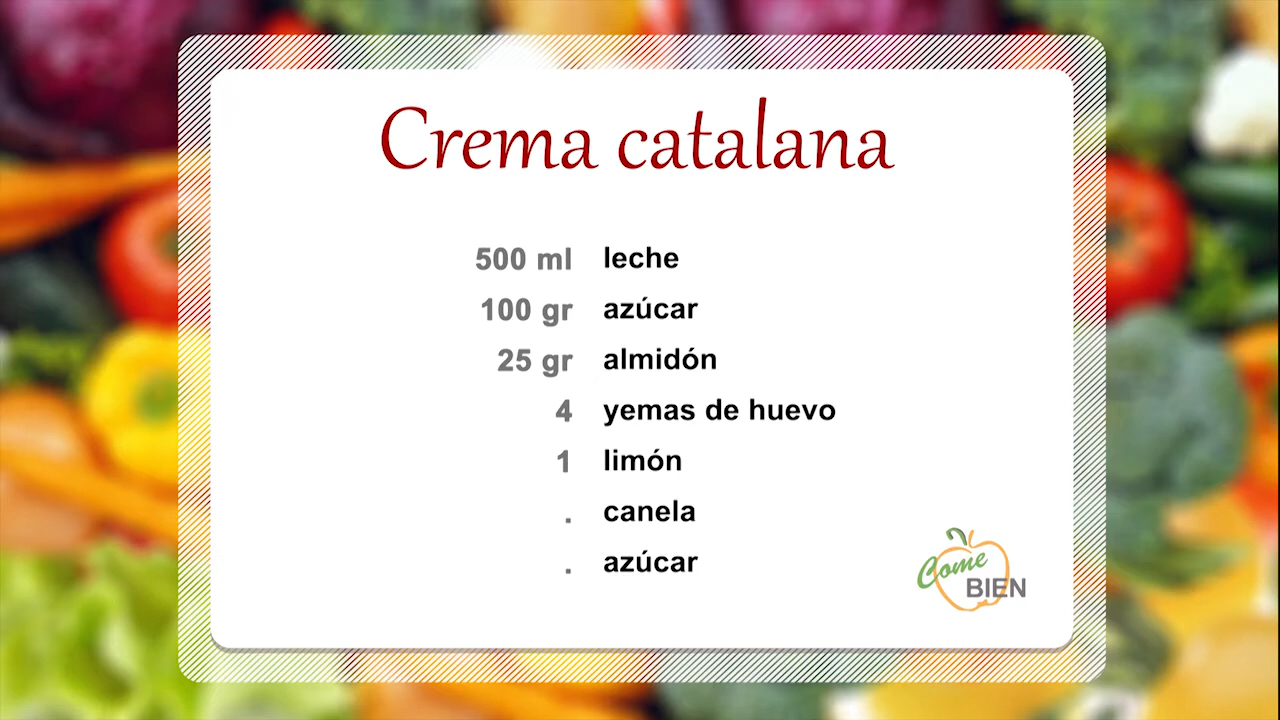 Crema catalana
500 ml leche
100 gr azúcar
25 gr almidón
4 yemas de huevo
1 limón
. canela
. azúcar
Come
BIEN